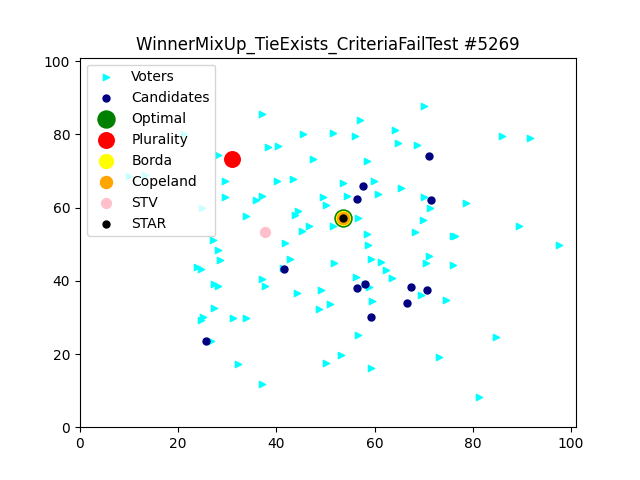 WinnerMixUp_TieExists_CriteriaFailTest #5269
100
80
60
40
20
0
Voters
Candidates
Optimal
Plurality
Borda
Copeland
STV
STAR
0 20 40 60 80 100